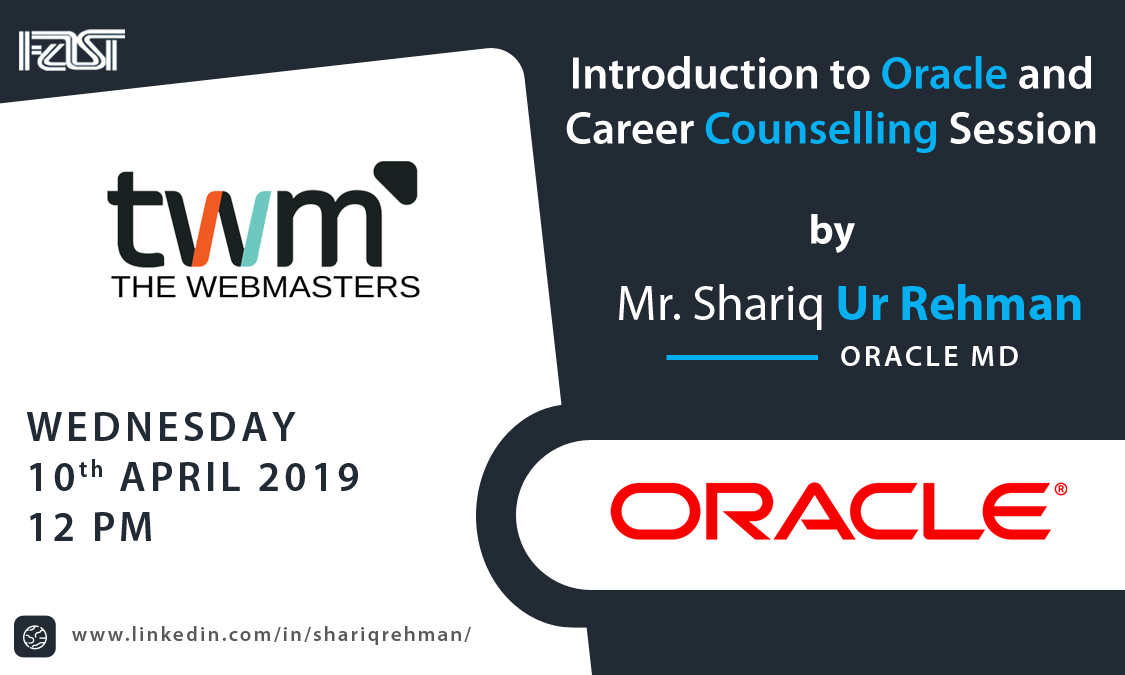 FAST
twm
THE WEBMASTERS
WEDNESDAY
10th APRIL 2019
12 PM
www.linkedin.com/in/shariqrehman/
Introduction to Oracle and
Career Counselling Session
by
Mr. Shariq Ur Rehman
ORACLE MD
ORACLE®